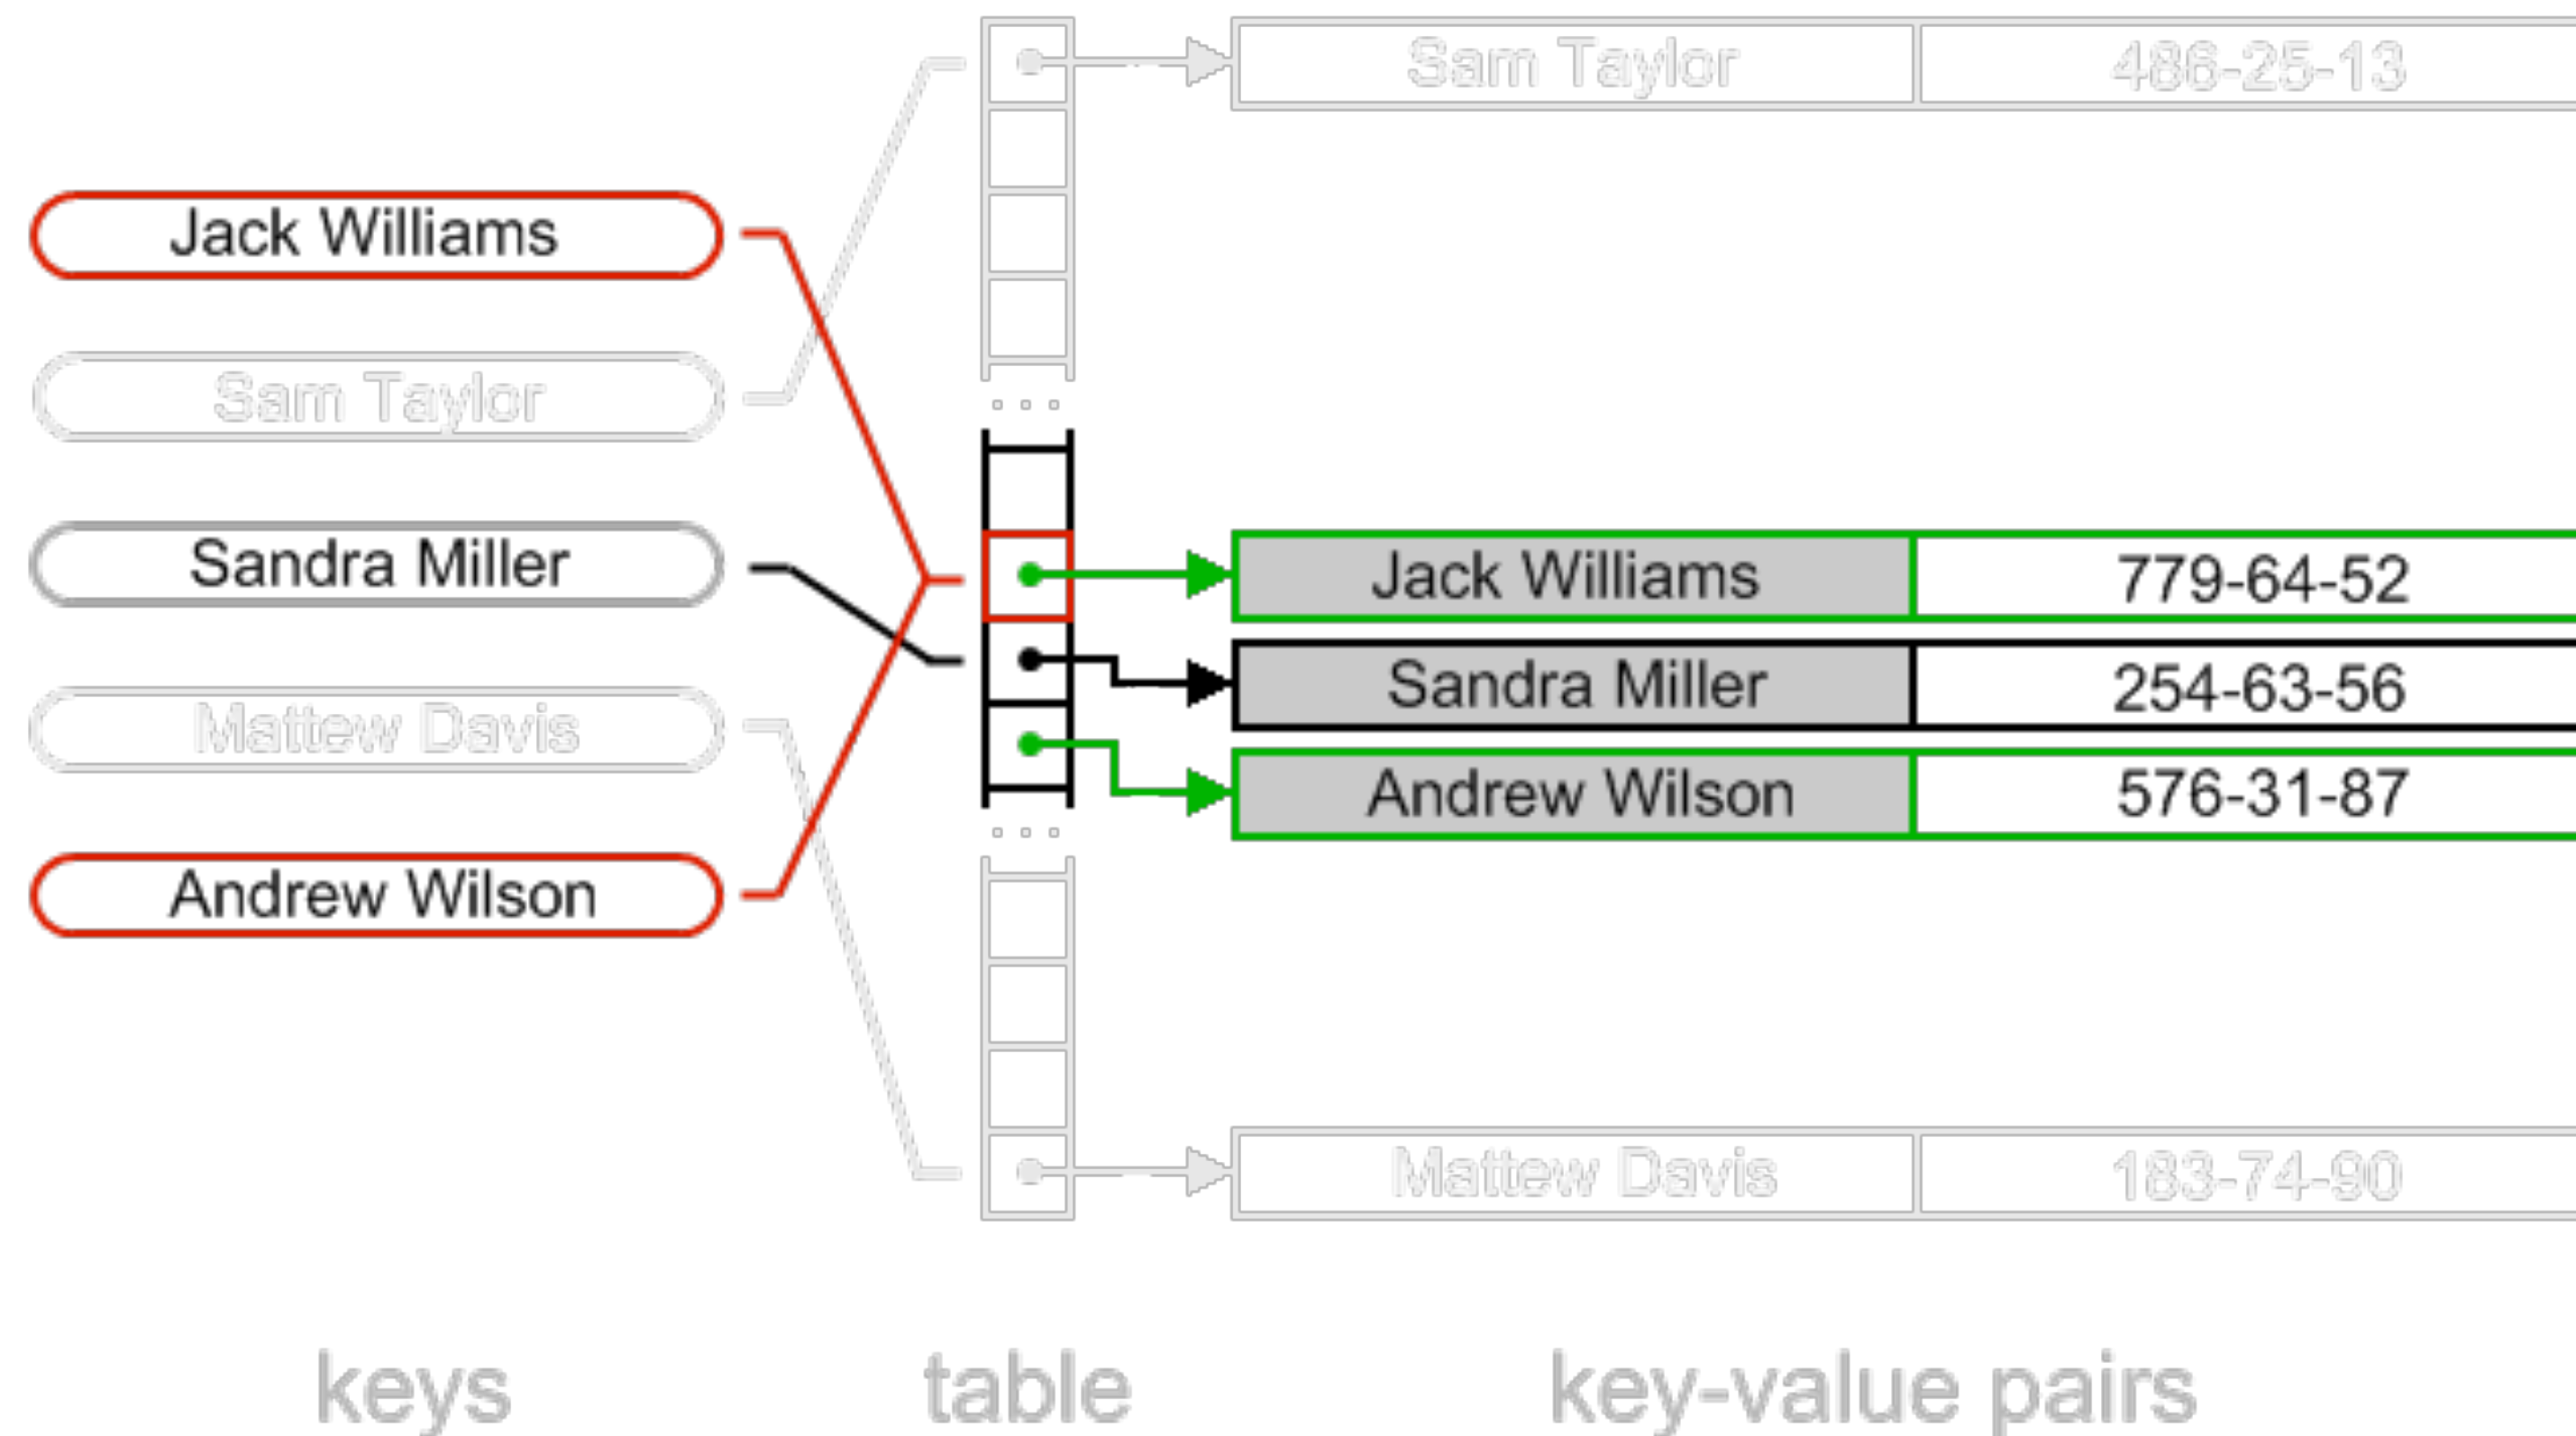 Sam Taylor 486-25-13
Jack Williams
Sam Taylor
Sandra Miller
Jack Williams 779-64-52
Sandra Miller 254-63-56
Mattew Davis
Andrew Wilson 576-31-87
Andrew Wilson
Mattew Davis 183-74-90
keys table key-value pairs